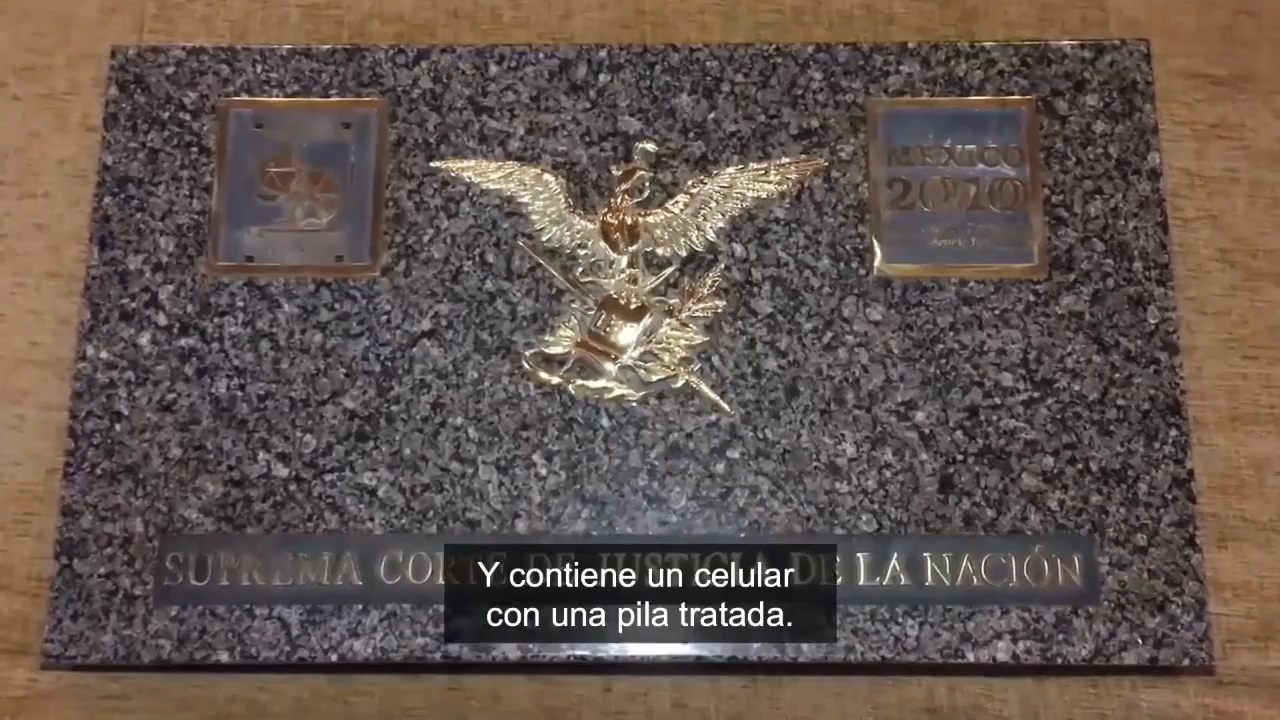 MÉXICO
2010
SUPREMA CORTE DE JUSTICIA DE LA NACIÓN
Y contiene un celular
con una pila tratada.